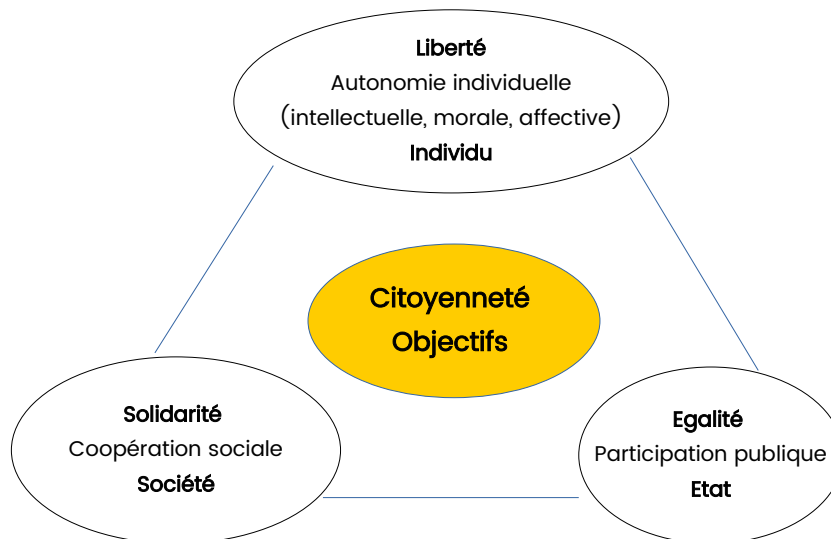 Liberté
Autonomie individuelle
(intellectuelle, morale, affective)
Individu
Citoyenneté
Objectifs
Solidarité
Coopération sociale
Société
Egalité
Participation publique
Etat